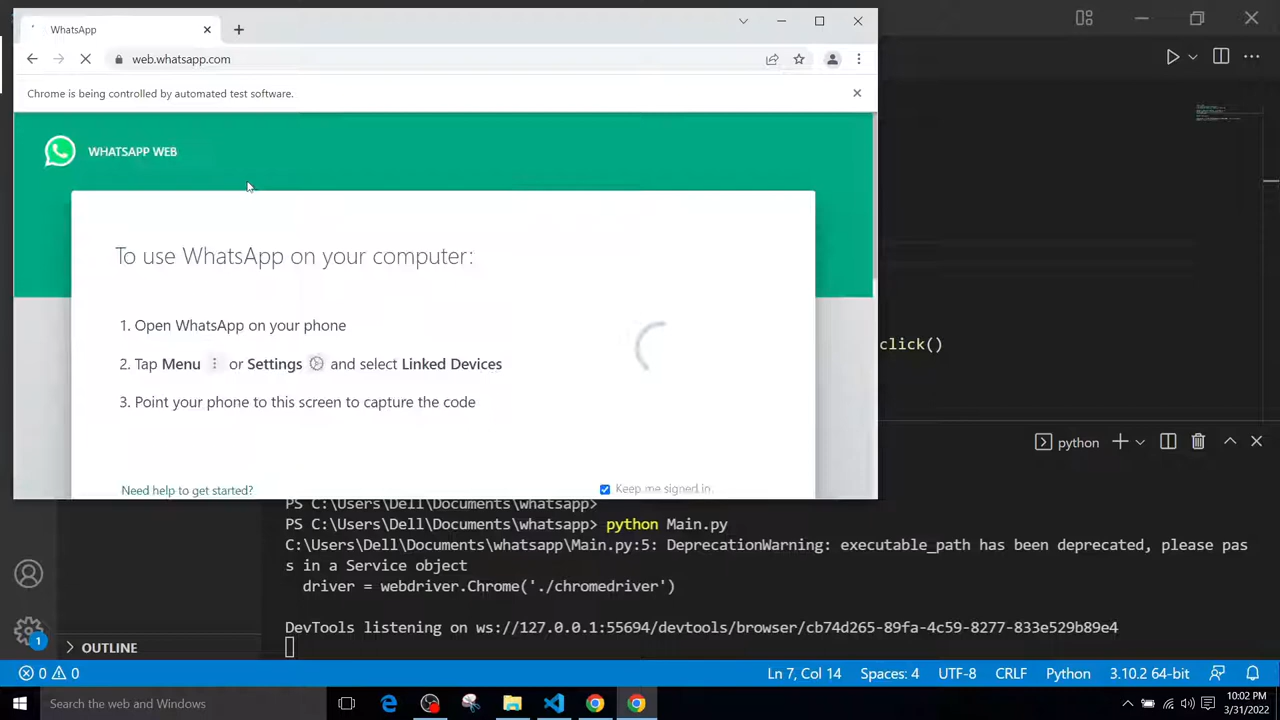 WhatsApp
web.whatsapp.com
Chrome is being controlled by automated test software.
WHATSAPP WEB
To use WhatsApp on your computer:
1. Open WhatsApp on your phone
2. Tap Menu or Settings and select Linked Devices
3. Point your phone to this screen to capture the code
Need help to get started?
Keep me signed in
click()
python
PS C:\Users\Dell\Documents\whatsapp>
PS C:\Users\Dell\Documents\whatsapp> python Main.py
C:\Users\Dell\Documents\whatsapp\Main.py:5: DeprecationWarning: executable_path has been deprecated, please pas
s in a Service object
driver = webdriver.Chrome('./chromedriver')
DevTools listening on ws://127.0.0.1:55694/devtools/browser/cb74d265-89fa-4c59-8277-833e529b89e4
1
OUTLINE
0 0
Ln 7, Col 14
Spaces: 4
UTF-8
CRLF
Python
3.10.2 64-bit
Search the web and Windows
10:02 PM
3/31/2022